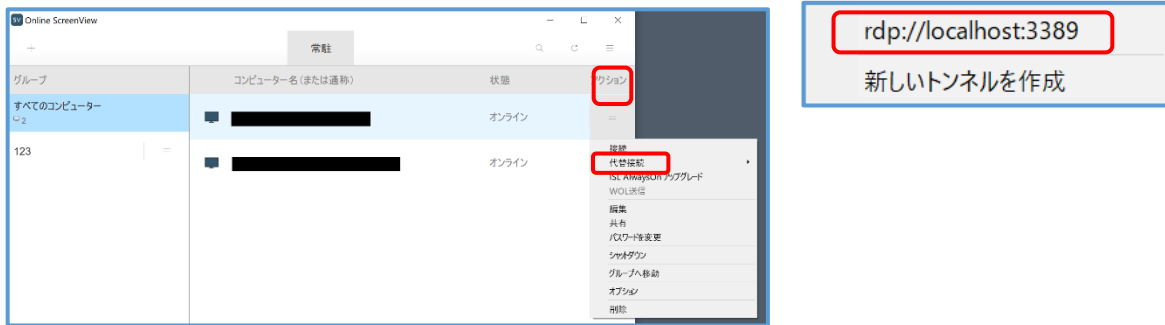 SV Online ScreenView
常駐
グループ
コンピューター名(または通称)
状態
アクション
すべてのコンピューター
2
オンライン
123
オンライン
接続
代替接続
ISL AlwaysOn アップグレード
WOL送信
編集
共有
パスワードを変更
シャットダウン
グループへ移動
オプション
削除
rdp://localhost:3389
新しいトンネルを作成